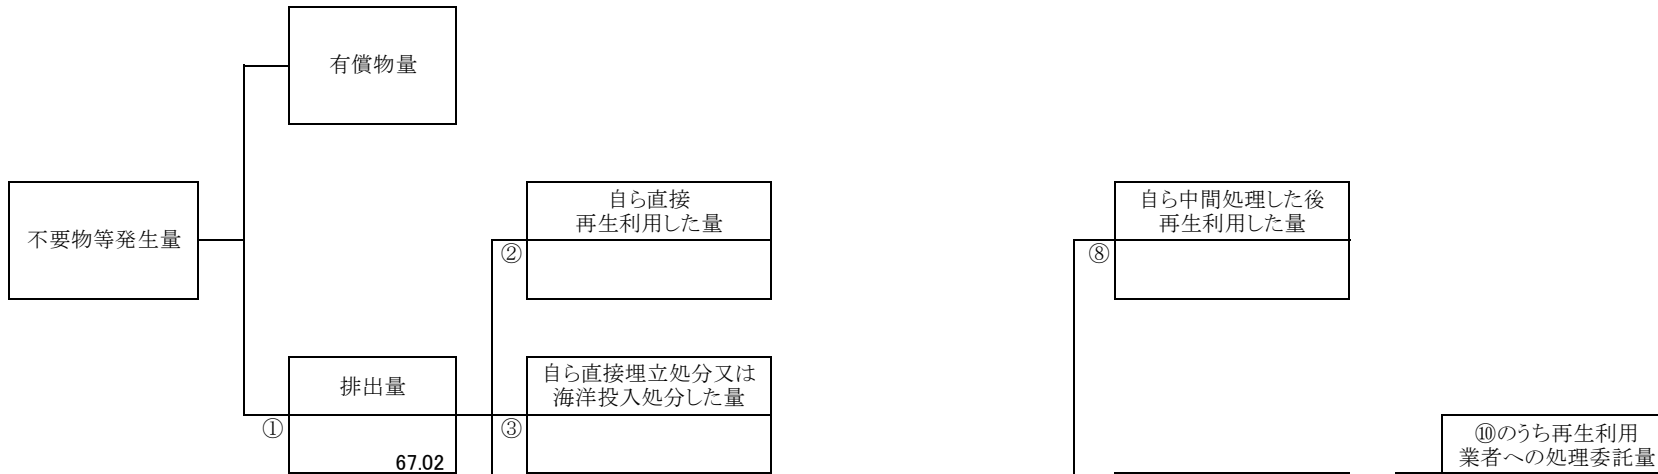 有償物量
不要物等発生量
自ら直接
再生利用した量
②
自ら中間処理した後
再生利用した量
⑧
排出量
①
67.02
自ら直接埋立処分又は
海洋投入処分した量
③
⑩のうち再生利用
業者への処理委託量